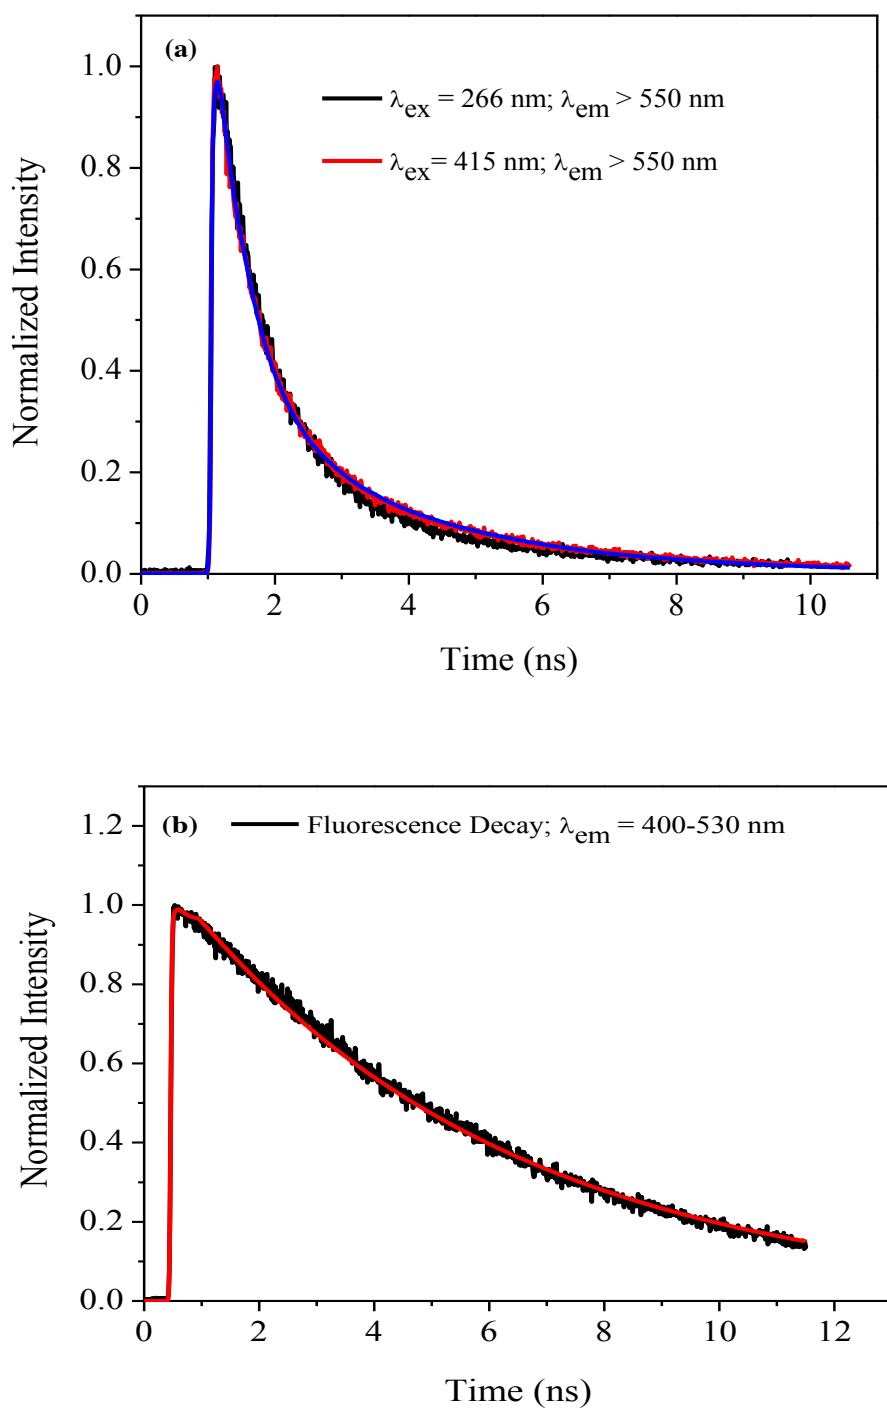 (a)
λex = 266 nm; λem > 550 nm
λex= 415 nm; λem > 550 nm
Normalized Intensity
1.0
0.8
0.6
0.4
0.2
0.0
0 2 4 6 8 10
Time (ns)
(b) Fluorescence Decay; λem = 400-530 nm
Normalized Intensity
1.2
1.0
0.8
0.6
0.4
0.2
0.0
0 2 4 6 8 10 12
Time (ns)